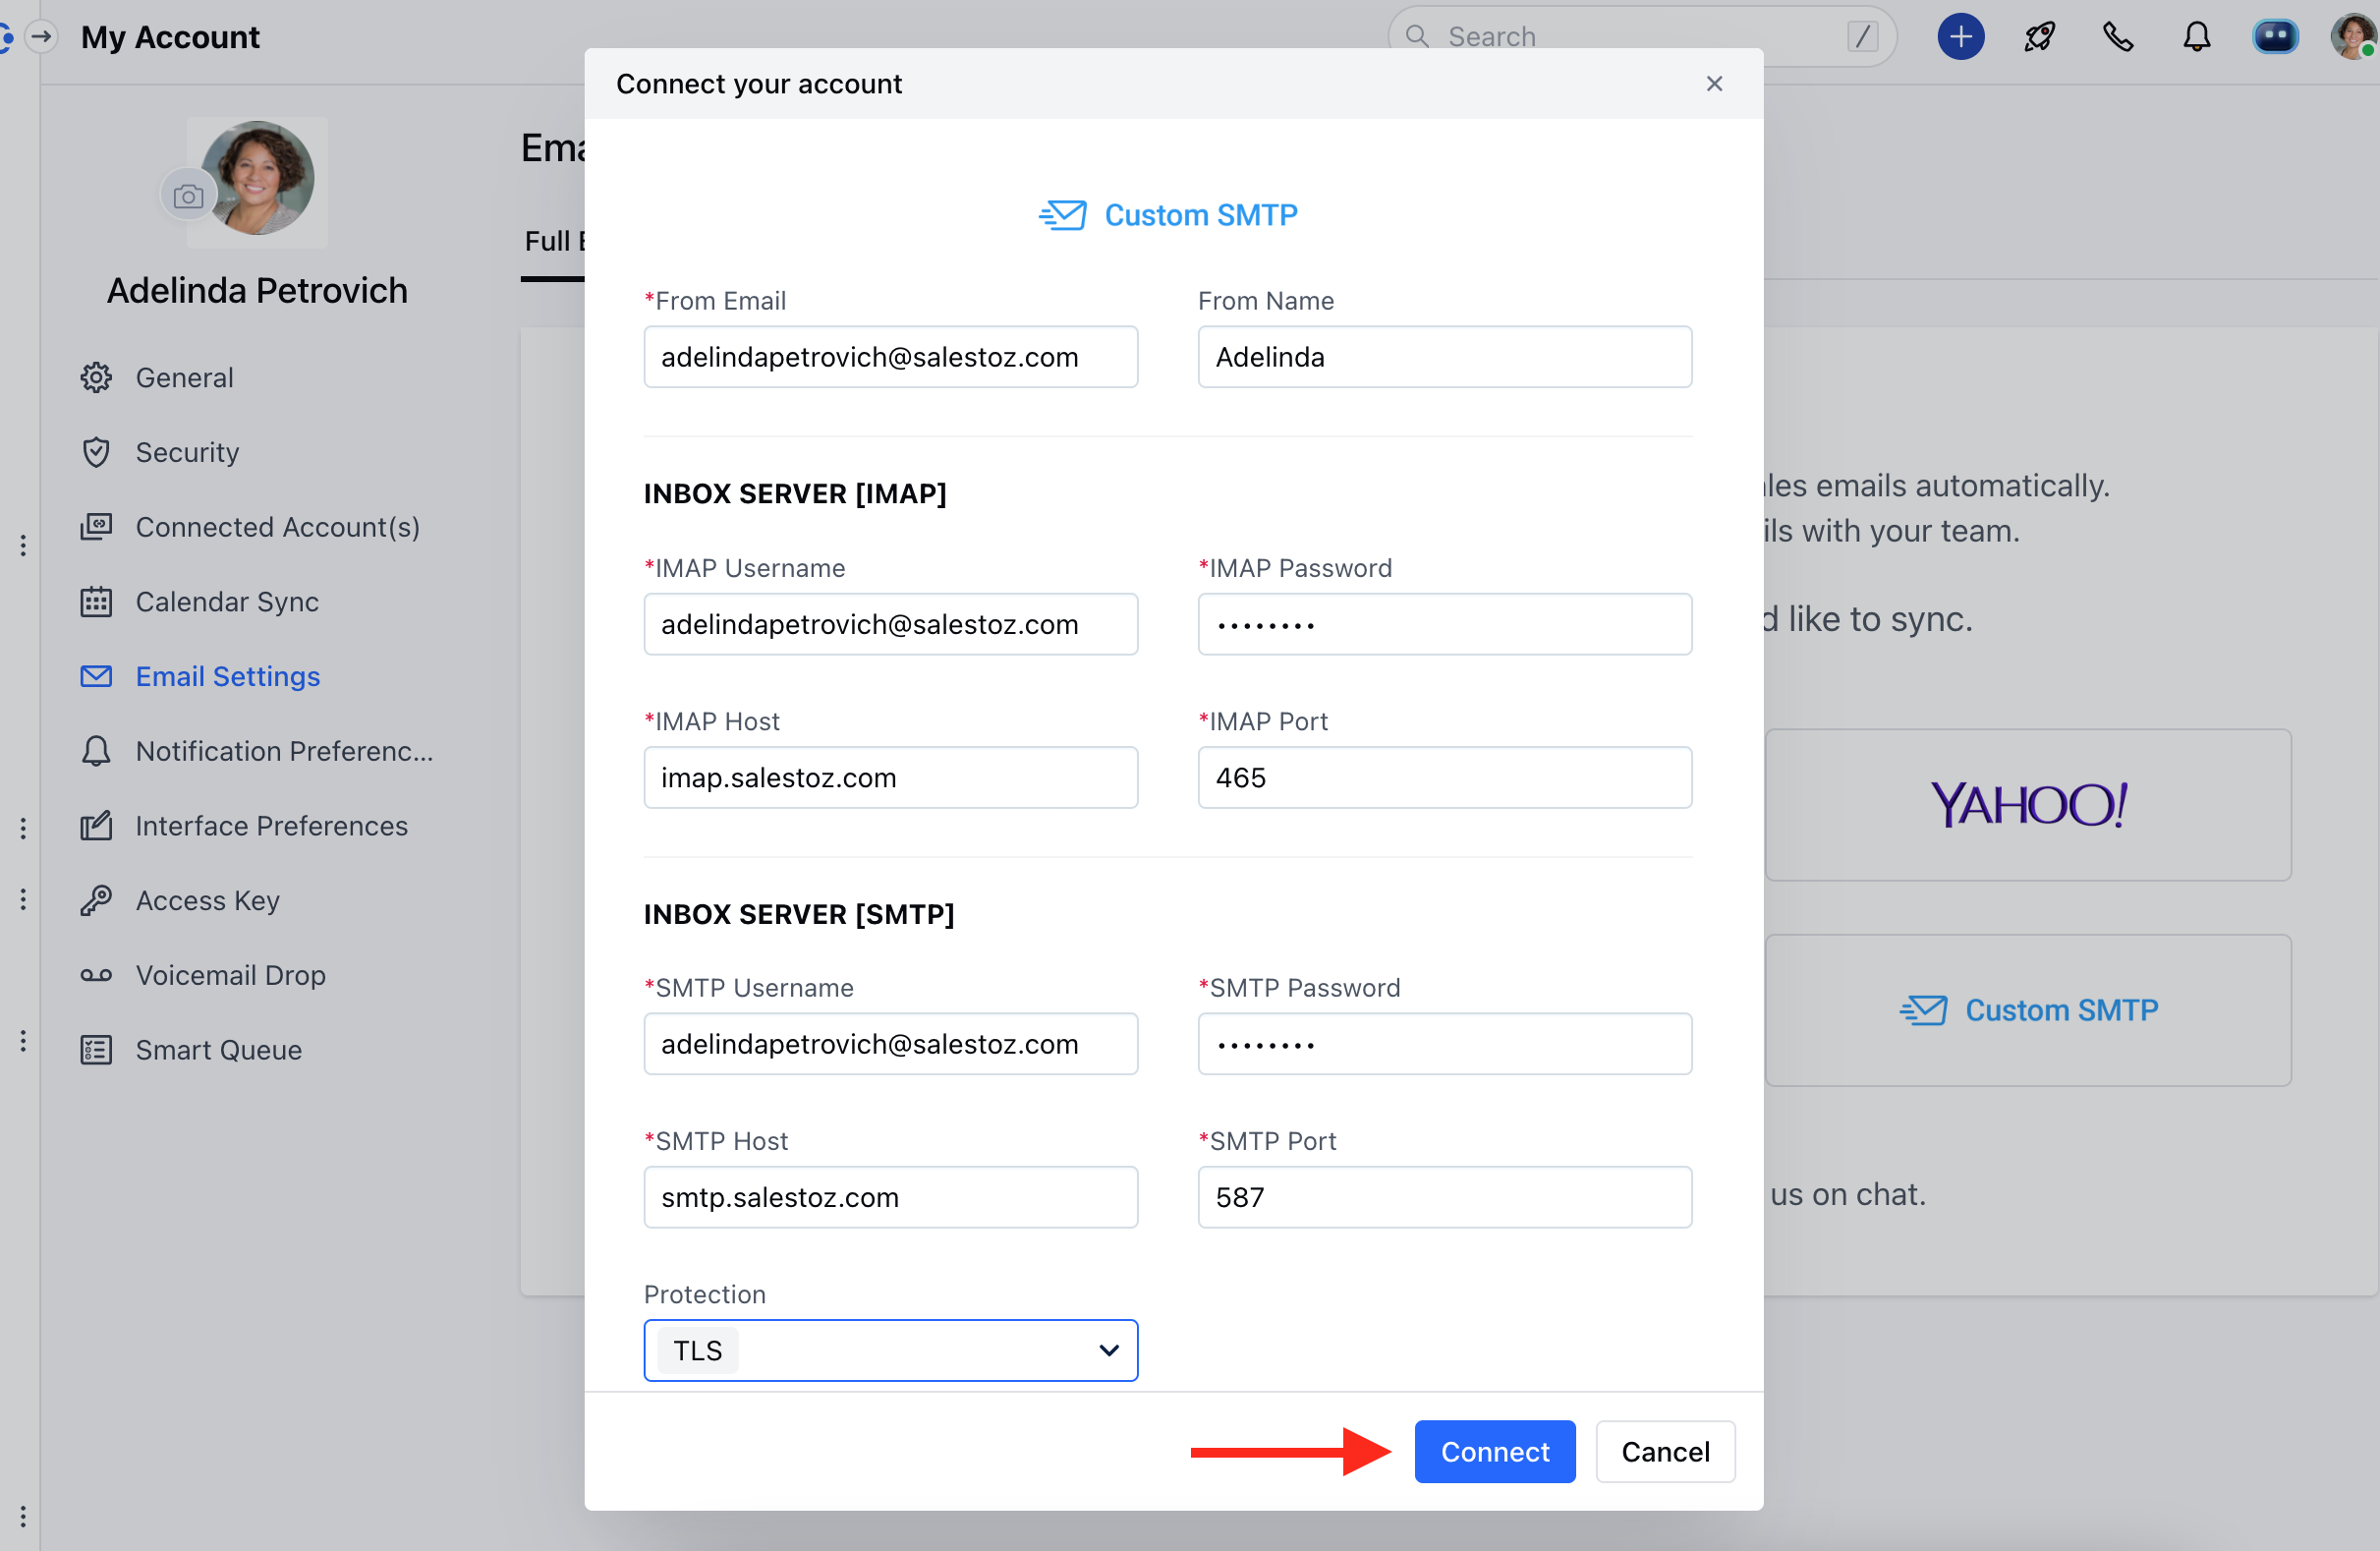 My Account
Search
/
Connect your account
Adelinda Petrovich
General
Security
Connected Account(s)
Calendar Sync
Email Settings
Notification Preferenc...
Interface Preferences
Access Key
Voicemail Drop
Smart Queue
Ema
Full E
Custom SMTP
*From Email
From Name
adelindapetrovich@salestoz.com
Adelinda
INBOX SERVER [IMAP]
*IMAP Username
*IMAP Password
adelindapetrovich@salestoz.com
••••••••
*IMAP Host
*IMAP Port
imap.salestoz.com
465
INBOX SERVER [SMTP]
*SMTP Username
*SMTP Password
adelindapetrovich@salestoz.com
••••••••
*SMTP Host
*SMTP Port
smtp.salestoz.com
587
Protection
TLS
Connect
Cancel
les emails automatically.
ils with your team.
d like to sync.
YAHOO!
Custom SMTP
us on chat.